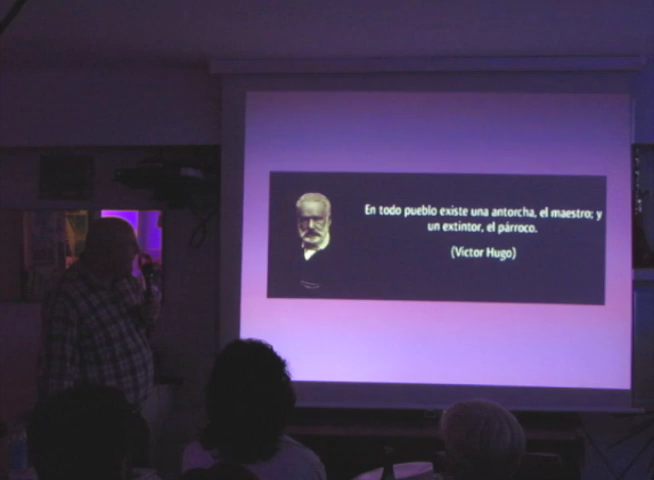 En todo pueblo existe una antorcha, el maestro; y
un extintor, el párroco.
(Victor Hugo)